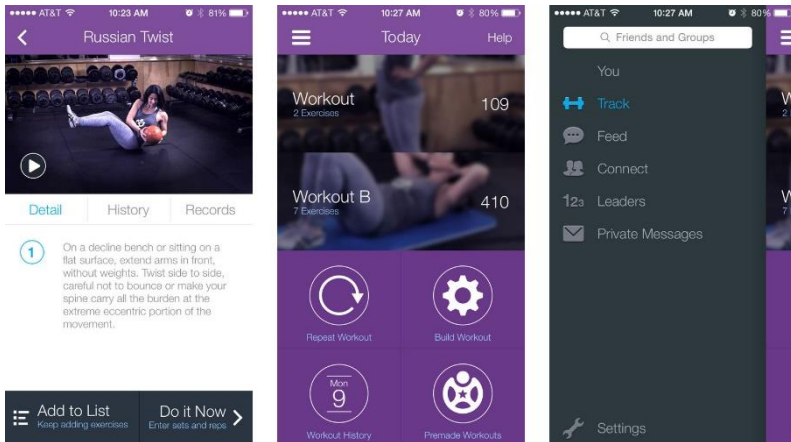 AT&T 10:23 AM 81%
Russian Twist
Detail History Records
1 On a decline bench or sitting on a
flat surface, extend arms in front,
without weights. Twist side to side,
careful not to bounce or make your
spine carry all the burden at the
extreme eccentric portion of the
movement.
Add to List Do it Now
Keep adding exercises Enter sets and reps
AT&T 10:27 AM 80%
Today Help
Workout 109
2 Exercises
Workout B 410
7 Exercises
Repeat Workout Build Workout
Mon
9
Workout History Premade Workouts
AT&T 10:27 AM 80%
Friends and Groups
You
Track
Feed
Connect
123 Leaders
Private Messages
Settings
W
2
W
7